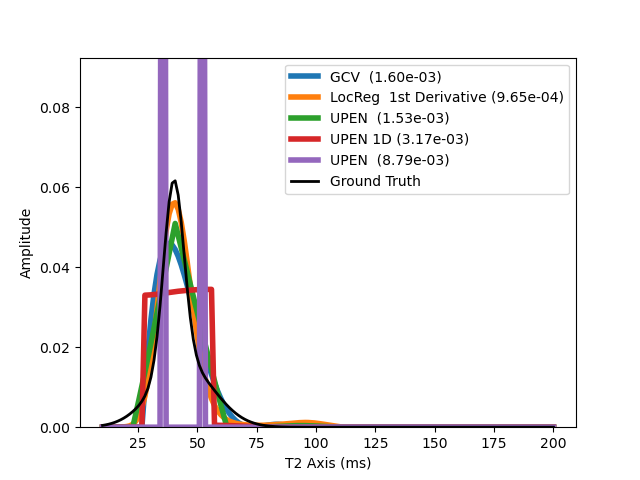 GCV  (1.60e-03)
LocReg  1st Derivative (9.65e-04)
UPEN  (1.53e-03)
UPEN 1D (3.17e-03)
UPEN  (8.79e-03)
Ground Truth
0.08
0.06
0.04
0.02
0.00
Amplitude
25 50 75 100 125 150 175 200
T2 Axis (ms)